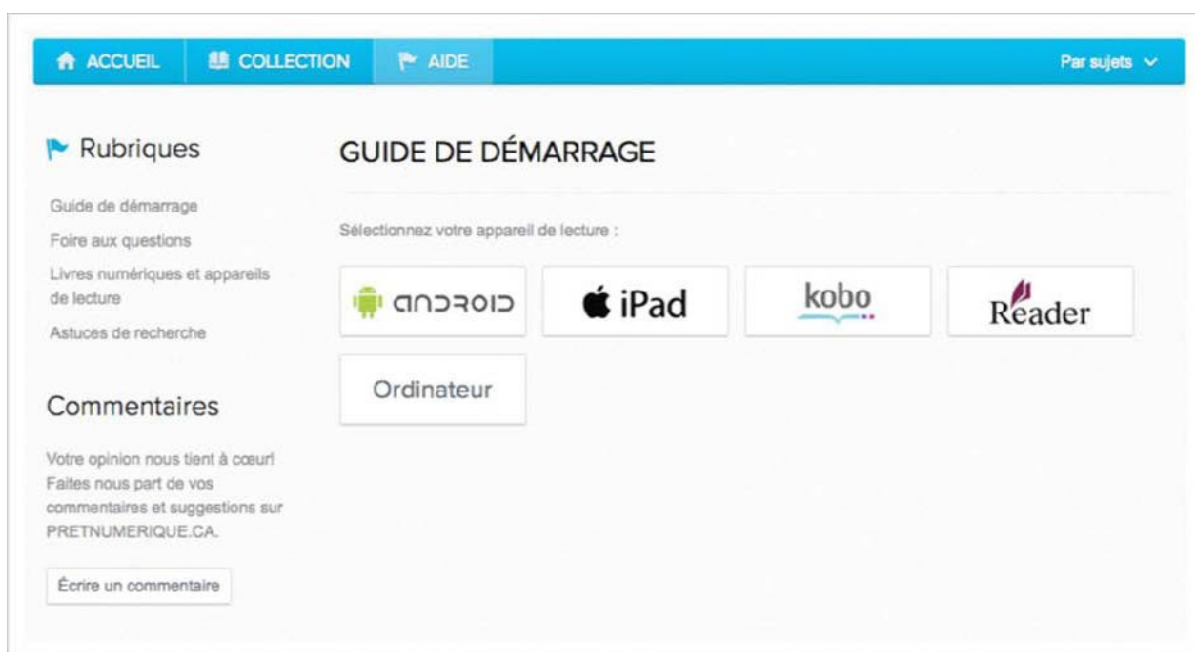 ACCUEIL
COLLECTION
AIDE
Par sujets
Rubriques
Guide de démarrage
Foire aux questions
Livres numériques et appareils
de lecture
Astuces de recherche
Commentaires
Votre opinion nous tient à cœur!
Faites nous part de vos
commentaires et suggestions sur
PRETNUMERIQUE.CA.
Écrire un commentaire
GUIDE DE DÉMARRAGE
Sélectionnez votre appareil de lecture :
ANDROID
iPad
kobo
Reader
Ordinateur